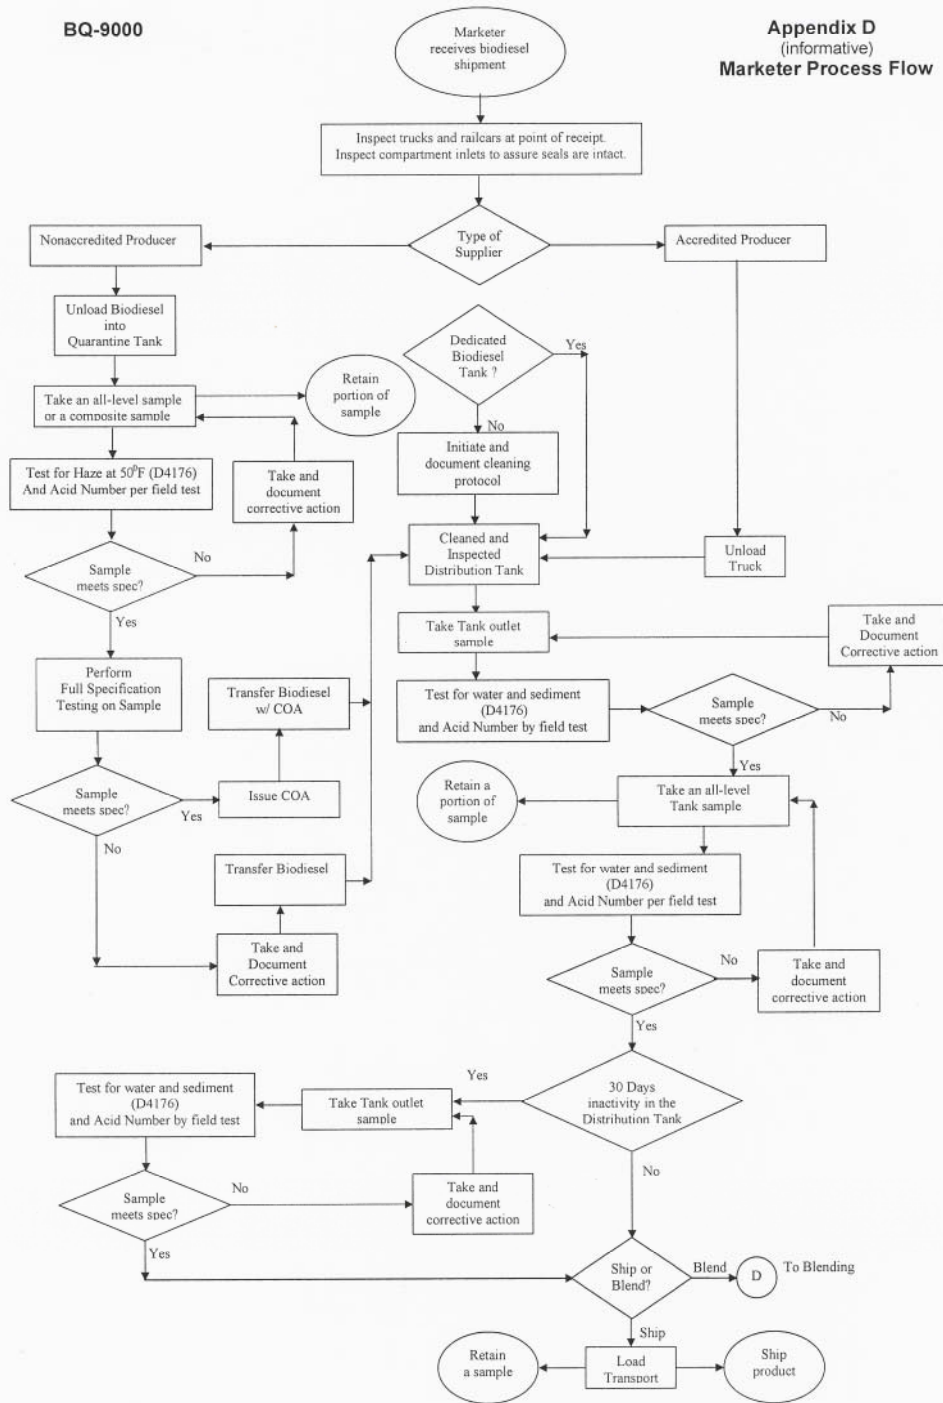 BQ-9000
Marketer
receives biodiesel
shipment
Appendix D
(informative)
Marketer Process Flow
Inspect trucks and railcars at point of receipt.
Inspect compartment inlets to assure seals are intact.
Nonaccredited Producer
Type of
Supplier
Accredited Producer
Unload Biodiesel
into
Quarantine Tank
Dedicated
Biodiesel
Tank ?
Yes
No
Take an all-level sample
or a composite sample
Retain
portion of
sample
Initiate and
document cleaning
protocol
Test for Haze at 50⁰F (D4176)
And Acid Number per field test
Take and
document
corrective action
Cleaned and
Inspected
Distribution Tank
Unload
Truck
Sample
meets spec?
No
Yes
Take Tank outlet
sample
Take and
Document
Corrective action
Perform
Full Specification
Testing on Sample
Transfer Biodiesel
w/ COA
Test for water and sediment
(D4176)
and Acid Number by field test
Sample
meets spec?
No
Yes
Sample
meets spec?
Yes
Issue COA
No
Retain a
portion of
sample
Take an all-level
Tank sample
Transfer Biodiesel
Test for water and sediment
(D4176)
and Acid Number per field test
Take and
Document
Corrective action
Sample
meets spec?
No
Take and
document
corrective action
Yes
30 Days
inactivity in the
Distribution Tank
Yes
Take Tank outlet
sample
Test for water and sediment
(D4176)
and Acid Number by field test
No
Sample
meets spec?
No
Take and
document
corrective action
Yes
Ship or
Blend?
Blend
D
To Blending
Ship
Retain
a sample
Load
Transport
Ship
product